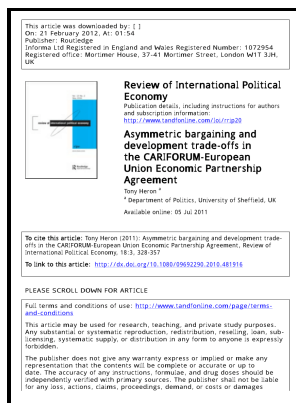 This article was downloaded by: [ ]
On: 21 February 2012, At: 01:54
Publisher: Routledge
Informa Ltd Registered in England and Wales Registered Number: 1072954
Registered office: Mortimer House, 37-41 Mortimer Street, London W1T 3JH,
UK
Review of International Political
Economy
Publication details, including instructions for authors
and subscription information:
http://www.tandfonline.com/loi/rrip20
Asymmetric bargaining and
development trade-offs in
the CARIFORUM-European
Union Economic Partnership
Agreement
Tony Heron a
a Department of Politics, University of Sheffield, UK
Available online: 05 Jul 2011
To cite this article: Tony Heron (2011): Asymmetric bargaining and development trade-
offs in the CARIFORUM-European Union Economic Partnership Agreement, Review of
International Political Economy, 18:3, 328-357
To link to this article: http://dx.doi.org/10.1080/09692290.2010.481916
PLEASE SCROLL DOWN FOR ARTICLE
Full terms and conditions of use: http://www.tandfonline.com/page/terms-
and-conditions
This article may be used for research, teaching, and private study purposes.
Any substantial or systematic reproduction, redistribution, reselling, loan, sub-
licensing, systematic supply, or distribution in any form to anyone is expressly
forbidden.
The publisher does not give any warranty express or implied or make any
representation that the contents will be complete or accurate or up to
date. The accuracy of any instructions, formulae, and drug doses should be
independently verified with primary sources. The publisher shall not be liable
for any loss, actions, claims, proceedings, demand, or costs or damages